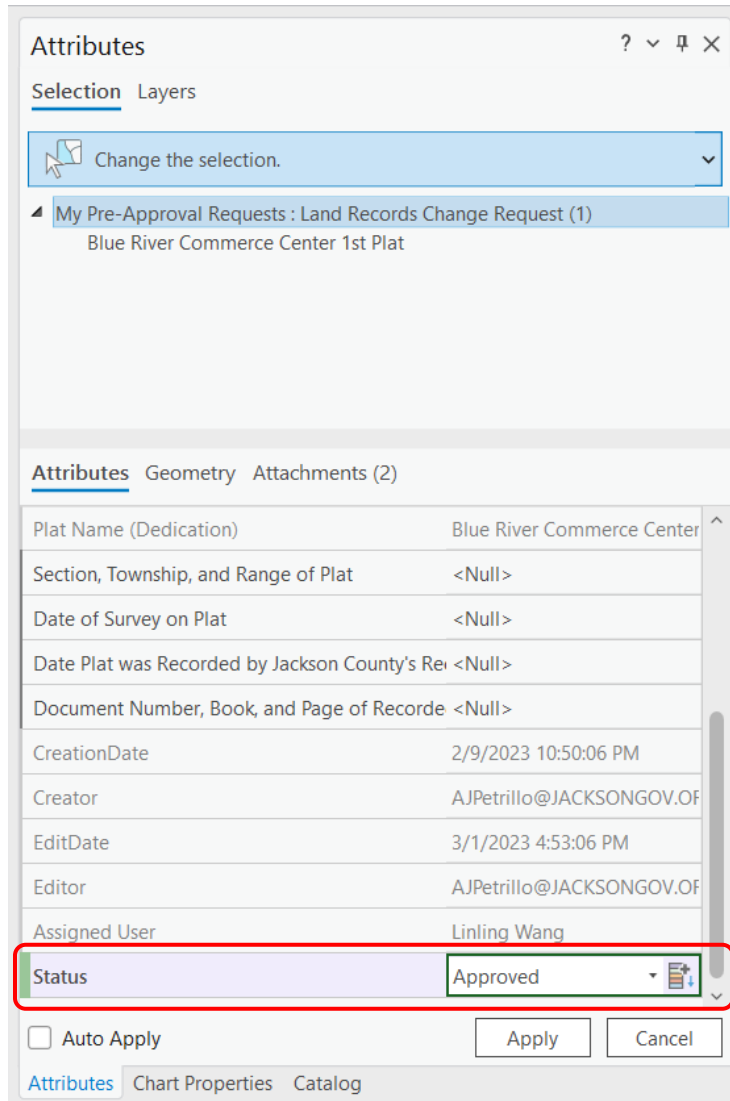 Attributes ?
Selection Layers
Change the selection.
My Pre-Approval Requests : Land Records Change Request (1)
Blue River Commerce Center 1st Plat
Attributes Geometry Attachments (2)
Plat Name (Dedication) Blue River Commerce Center
Section, Township, and Range of Plat <Null>
Date of Survey on Plat <Null>
Date Plat was Recorded by Jackson County's Re <Null>
Document Number, Book, and Page of Recorde <Null>
CreationDate 2/9/2023 10:50:06 PM
Creator AJPetrillo@JACKSONGOV.OF
EditDate 3/1/2023 4:53:06 PM
Editor AJPetrillo@JACKSONGOV.OF
Assigned User Linling Wang
Status Approved
Auto Apply Apply Cancel
Attributes Chart Properties Catalog